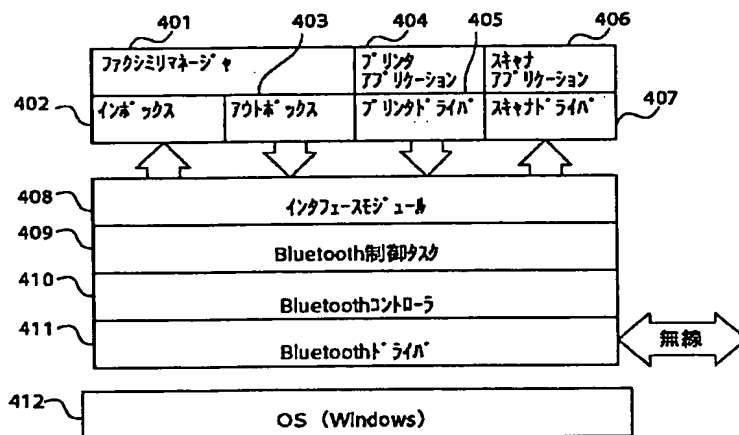 401 403 404 405 406
ファクシミリマネージャ プリンタ スキャナ
アプリケーション アプリケーション
402 インボックス アウトボックス プリンタドライバ スキャナドライバ 407
408 インタフェースモジュール
409 Bluetooth制御タスク
410 Bluetoothコントローラ
411 Bluetoothドライバ 無線
412 OS（Windows）